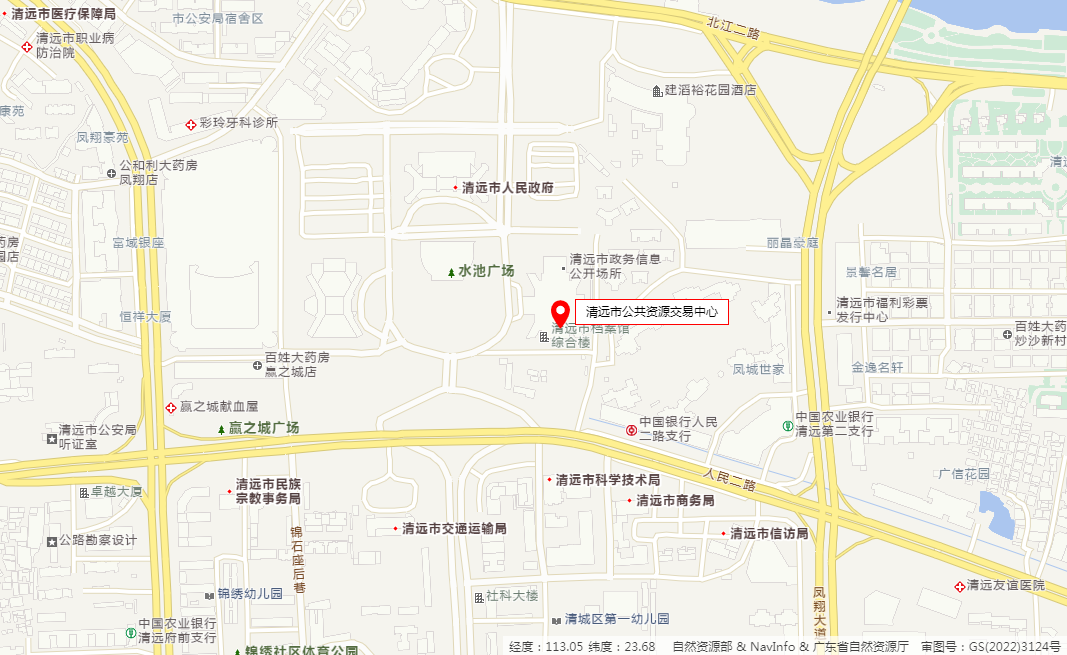 清远市医疗保障局
市公安局宿舍区
北江二路
清远市职业病
防治院
建滔裕花园酒店
康苑
彩玲牙科诊所
凤翔豪苑
公和利大药房
凤翔店
清远市人民政府
药房
园店
富域银座
丽晶豪庭
清远市政务信息
公开场所
水池广场
景馨名居
恒祥大厦
清远市公共资源交易中心
清远市福利彩票
发行中心
清远市档案馆
综合楼
百姓大药
炒沙新村
百姓大药房
赢之城店
凤城世家
金逸名轩
赢之城献血屋
中国农业银行
清远第二支行
中国银行人民
二路支行
清远市公安局
听证室
赢之城广场
人民二路
广信花园
清远市民族
宗教事务局
清远市科学技术局
卓越大厦
清远市商务局
清远市交通运输局
清远市信访局
公路勘察设计
锦石座后巷
清远友谊医院
锦绣幼儿园
社科大楼
凤翔大道
清城区第一幼儿园
中国农业银行
清远府前支行
锦绣社区体育公园
经度：113.05 纬度：23.68 自然资源部 & NavInfo & 广东省自然资源厅 审图号：GS(2022)3124号